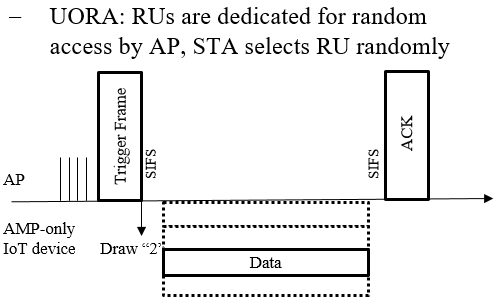 – UORA: RUs are dedicated for random
access by AP, STA selects RU randomly
Trigger Frame
SIFS
SIFS
ACK
AP
AMP-only
IoT device
Draw “2”
Data